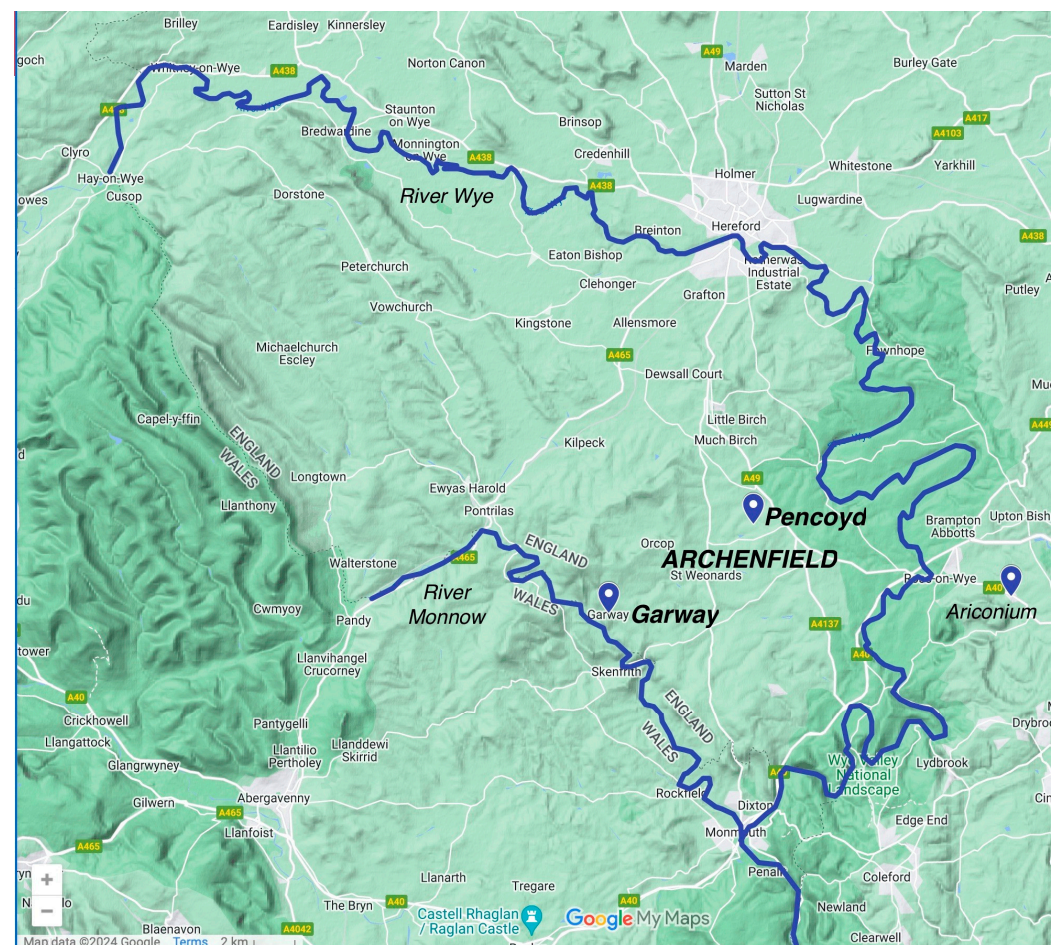 Brilley
Eardisley
Kinnersley
Norton Canon
A49
Marden
Burley Gate
Whitney-on-Wye
A438
Sutton St
Nicholas
A417
A4103
Staunton
on Wye
Bredwardine
Brinsop
Monnington
on Wye
A438
Credenhill
Clyro
Hay-on-Wye
Cusop
Dorstone
River Wye
A438
Holmer
Whitestone
Yarkhill
Lugwardine
Hereford
Breinton
A438
Eaton Bishop
Rotherwas
Industrial
Estate
Peterchurch
Clehonger
Grafton
Putley
Vowchurch
Kingstone
Allensmore
Michaelchurch
Escley
A465
Fownhope
Dewsall Court
Capel-y-ffin
Little Birch
Much Birch
ENGLAND
WALES
Kilpeck
Longtown
Llanthony
Ewyas Harold
Pontrilas
A49
Pencoyd
Brampton
Abbotts
Upton Bish
ENGLAND
WALES
Orcop
ARCHENFIELD
St Weonards
A465
Walterstone
River
Monnow
Ross-on-Wye
A40
Ariconium
Cwmyoy
Pandy
Garway
Garway
A4137
Llanvihangel
Crucorney
Skenfrith
A40
Crickhowell
Llangattock
Pantygelli
Llanddewi
Skirrid
Llantilio
Pertholey
ENGLAND
WALES
Glangrwyney
Wye Valley
National
Landscape
Lydbrook
Gilwern
Abergavenny
A465
Llanfoist
Rockfield
Dixton
Monmouth
Edge End
A465
Coleford
Llanarth
Tregare
The Bryn
A40
A40
Newland
Castell Rhaglan
/ Raglan Castle
Google My Maps
Blaenavon
A4042
Clearwell
Map data ©2024 Google
Terms
2 km